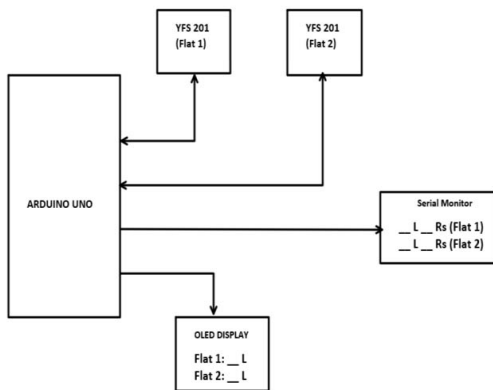 YFS 201
(Flat 1)
YFS 201
(Flat 2)
ARDUINO UNO
Serial Monitor
__ L __ Rs (Flat 1)
__ L __ Rs (Flat 2)
OLED DISPLAY
Flat 1: __ L
Flat 2: __ L